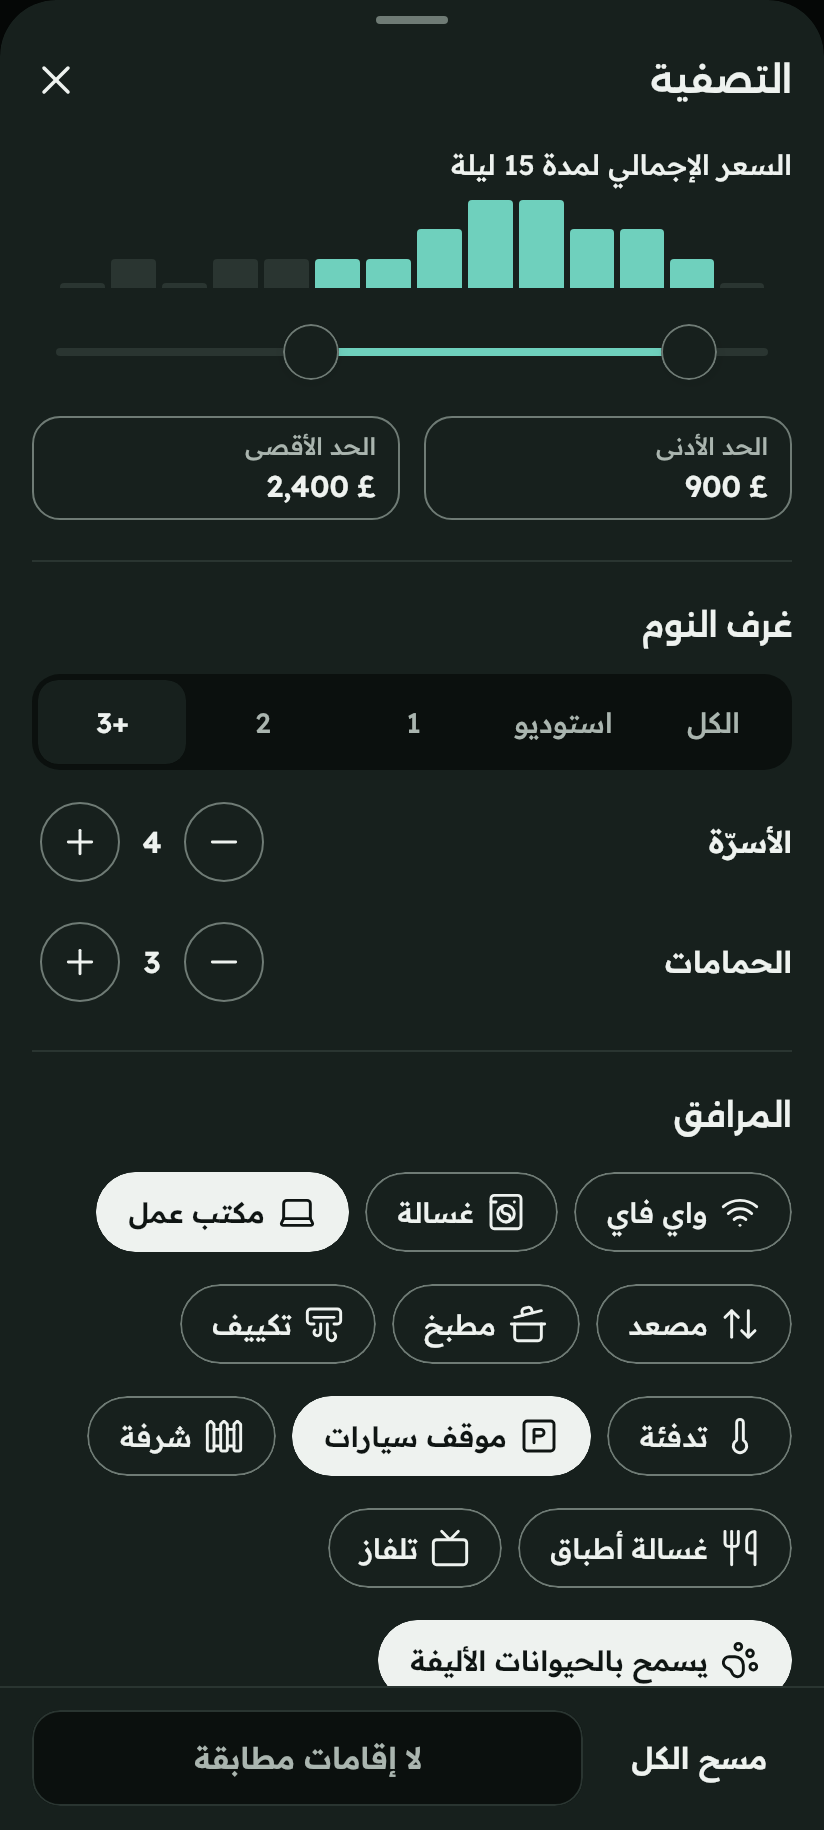 التصفية
السعر الإجمالي لمدة 15 ليلة
الحد الأدنى
£ 900
الحد الأقصى
£ 2,400
غرف النوم
الكل
استوديو
1
2
3+
الأسرّة
4
الحمامات
3
المرافق
واي فاي
غسالة
مكتب عمل
مصعد
مطبخ
تكييف
تدفئة
موقف سيارات
شرفة
غسالة أطباق
تلفاز
يسمح بالحيوانات الأليفة
مسح الكل
لا إقامات مطابقة